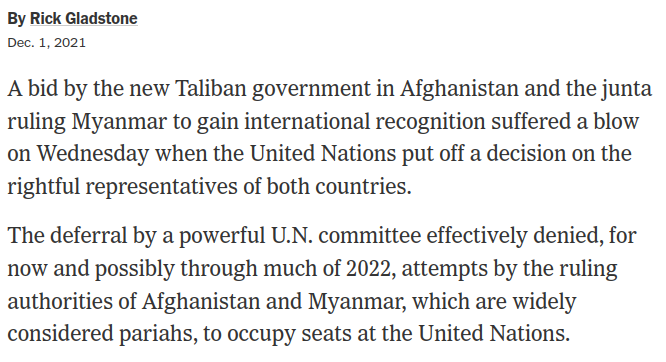 By Rick Gladstone
Dec. 1, 2021
A bid by the new Taliban government in Afghanistan and the junta
ruling Myanmar to gain international recognition suffered a blow
on Wednesday when the United Nations put off a decision on the
rightful representatives of both countries.
The deferral by a powerful U.N. committee effectively denied, for
now and possibly through much of 2022, attempts by the ruling
authorities of Afghanistan and Myanmar, which are widely
considered pariahs, to occupy seats at the United Nations.